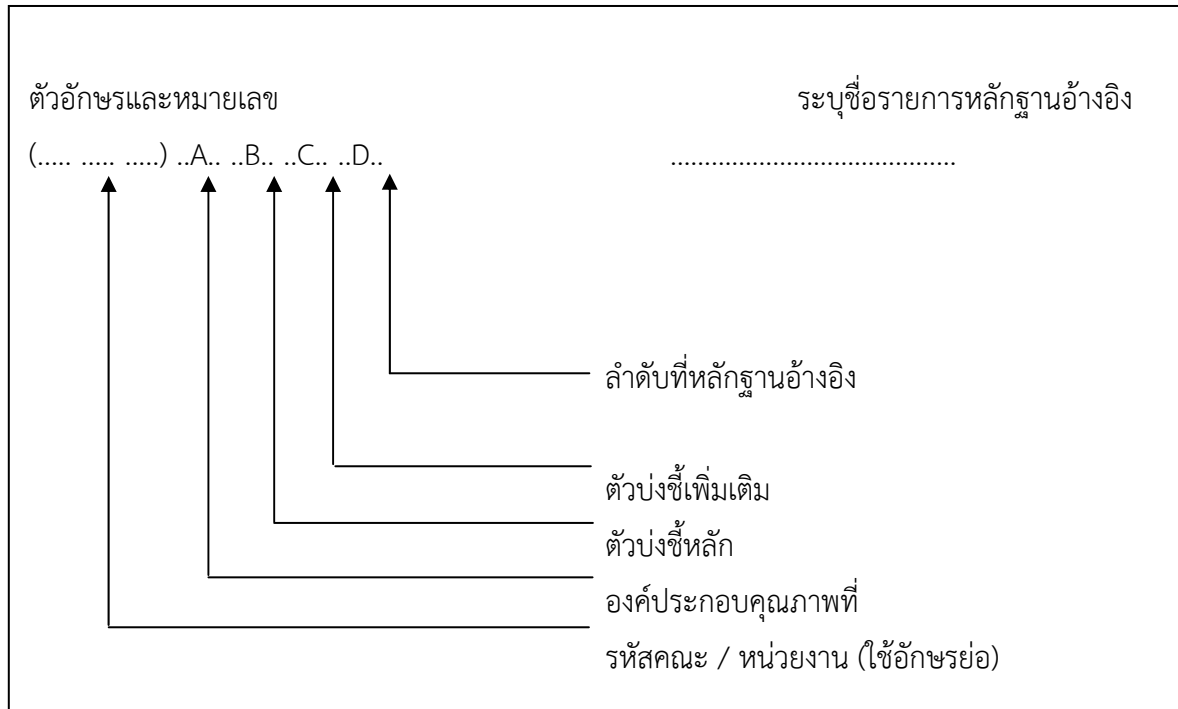 ตัวอักษรและหมายเลข ระบุชื่อรายการหลักฐานอ้างอิง
(..... ..... .....) ..A.. ..B.. ..C.. ..D.. ..........................................
ลำดับที่หลักฐานอ้างอิง
ตัวบ่งชี้เพิ่มเติม
ตัวบ่งชี้หลัก
องค์ประกอบคุณภาพที่
รหัสคณะ / หน่วยงาน (ใช้อักษรย่อ)